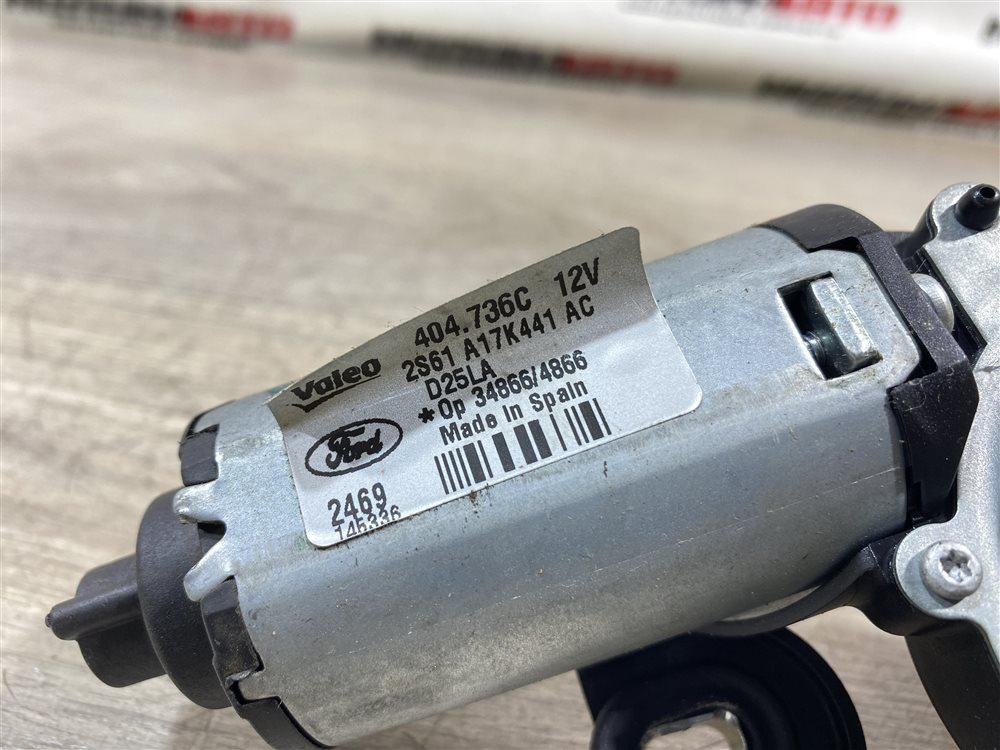 Valeo 404.736C 12V
2S61 A17K441 AC
D25LA
*Op 34866/4866
Made In Spain
Ford
2469
145336